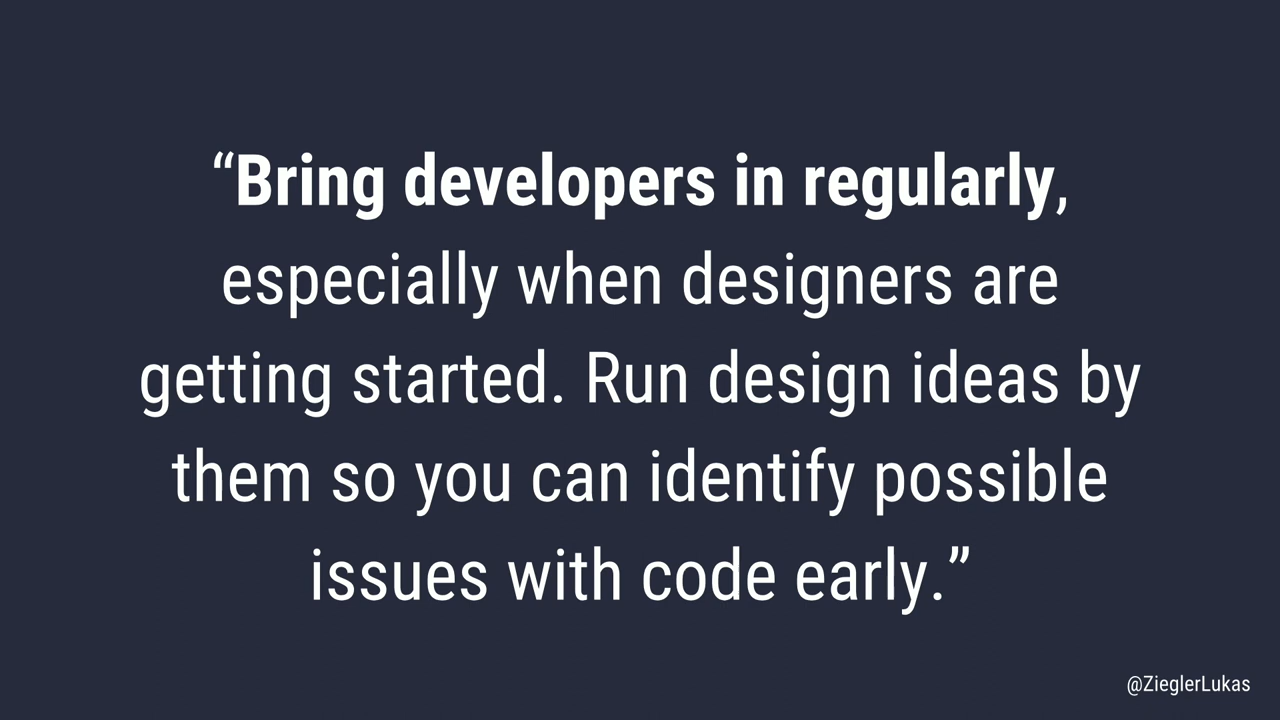 “Bring developers in regularly,
especially when designers are
getting started. Run design ideas by
them so you can identify possible
issues with code early.”
@ZieglerLukas